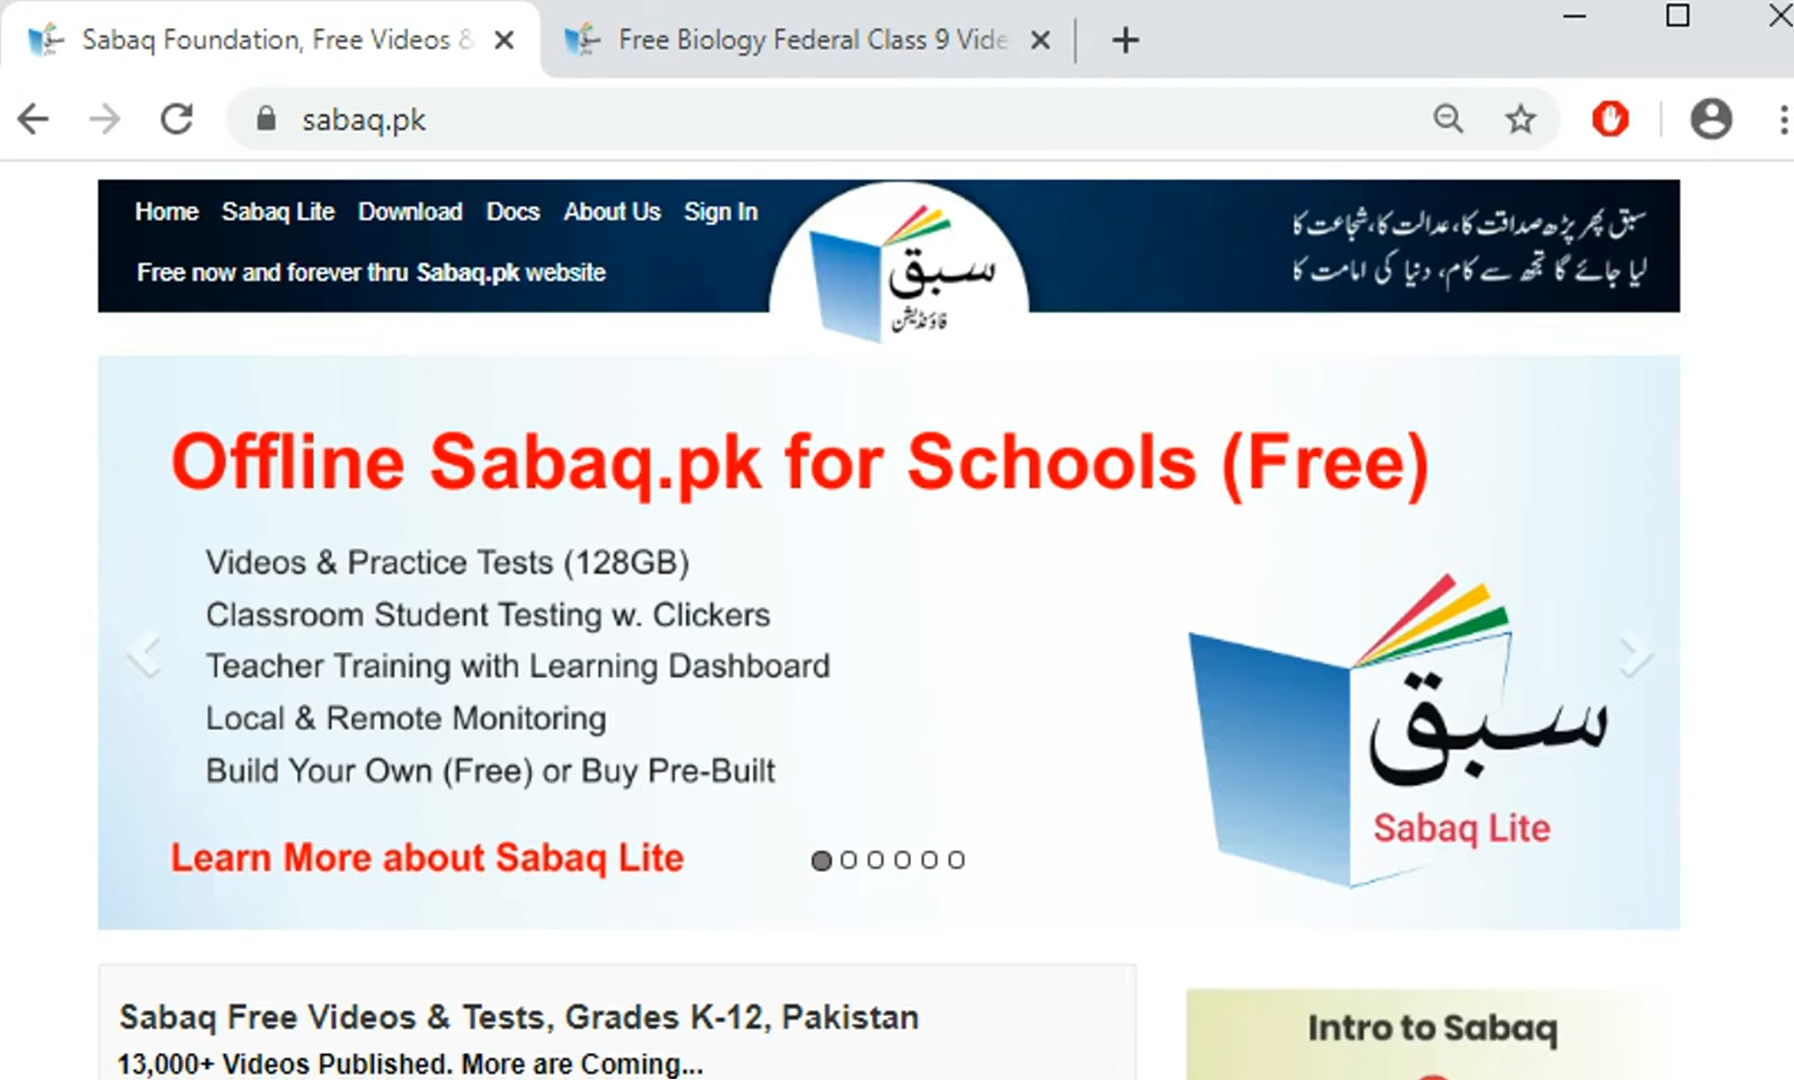 Sabaq Foundation, Free Videos &
Free Biology Federal Class 9 Vide
sabaq.pk
Home Sabaq Lite Download Docs About Us Sign In
Free now and forever thru Sabaq.pk website
سبق
فاؤنڈیشن
سبق پھر پڑھ صداقت کا، عدالت کا، شجاعت کا
لیا جائے گا تجھ سے کام، دنیا کی امامت کا
Offline Sabaq.pk for Schools (Free)
Videos & Practice Tests (128GB)
Classroom Student Testing w. Clickers
Teacher Training with Learning Dashboard
Local & Remote Monitoring
Build Your Own (Free) or Buy Pre-Built
Learn More about Sabaq Lite
سبق
Sabaq Lite
Sabaq Free Videos & Tests, Grades K-12, Pakistan
13,000+ Videos Published. More are Coming...
Intro to Sabaq